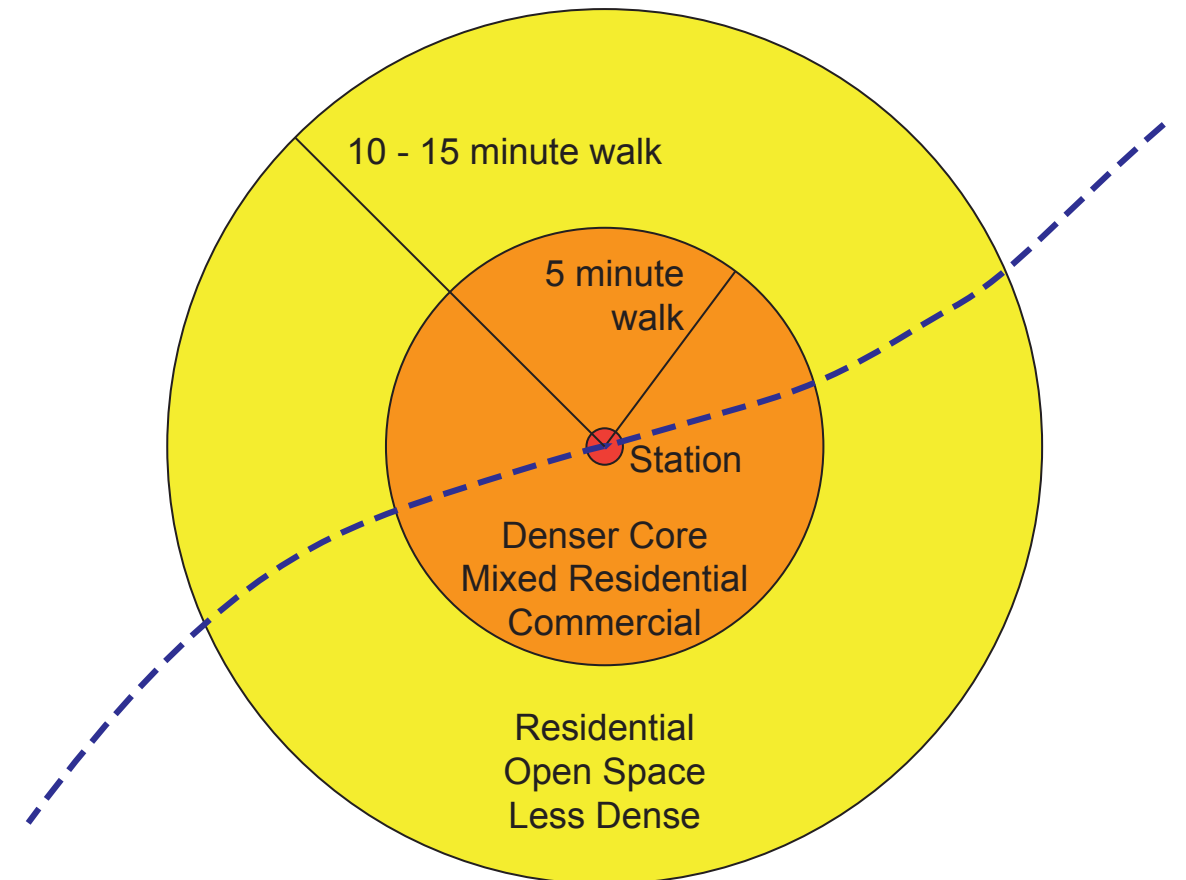 10 - 15 minute walk
5 minute
walk
Station
Denser Core
Mixed Residential
Commercial
Residential
Open Space
Less Dense